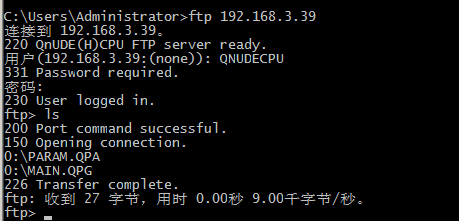 C:\Users\Administrator>ftp 192.168.3.39
连接到 192.168.3.39。
220 QnUDE(H)CPU FTP server ready.
用户(192.168.3.39:(none)): QNUDECPU
331 Password required.
密码:
230 User logged in.
ftp> ls
200 Port command successful.
150 Opening connection.
0:\PARAM.QPA
0:\MAIN.QPG
226 Transfer complete.
ftp: 收到 27 字节，用时 0.00秒 9.00千字节/秒。
ftp>